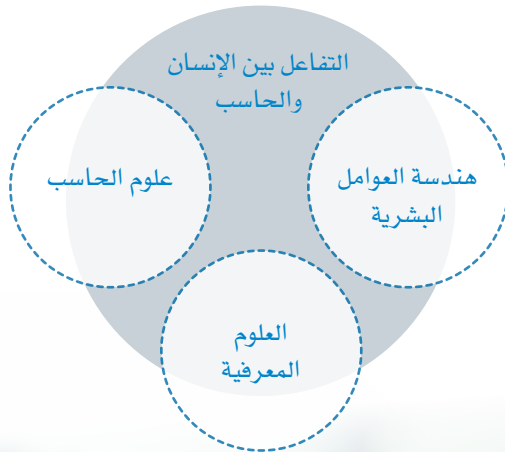 التفاعل بين الإنسان
والحاسب
هندسة العوامل
البشرية
علوم الحاسب
العلوم
المعرفية